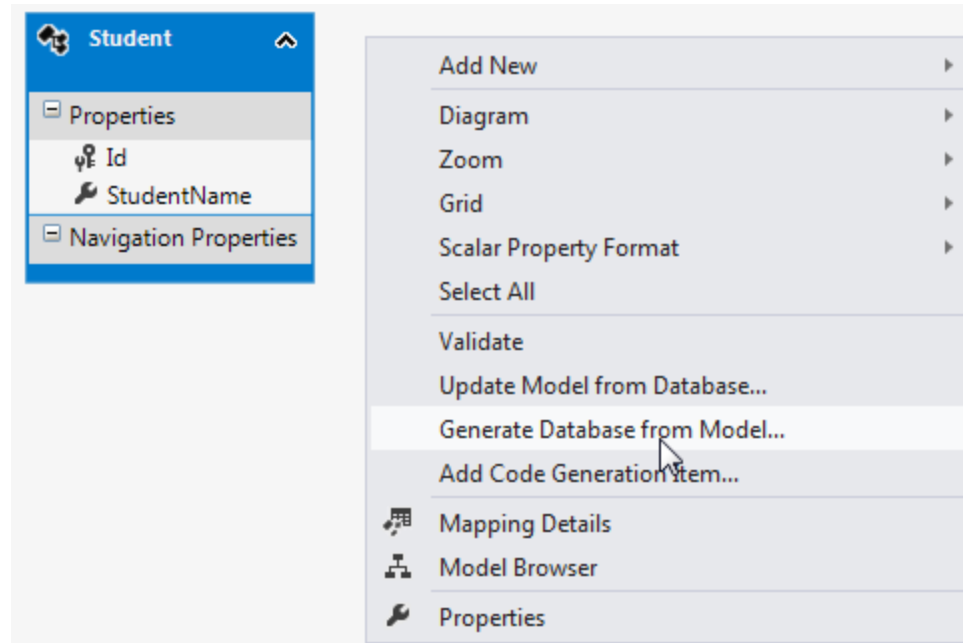 Student
Properties
Id
StudentName
Navigation Properties
Add New
Diagram
Zoom
Grid
Scalar Property Format
Select All
Validate
Update Model from Database...
Generate Database from Model...
Add Code Generation Item...
Mapping Details
Model Browser
Properties